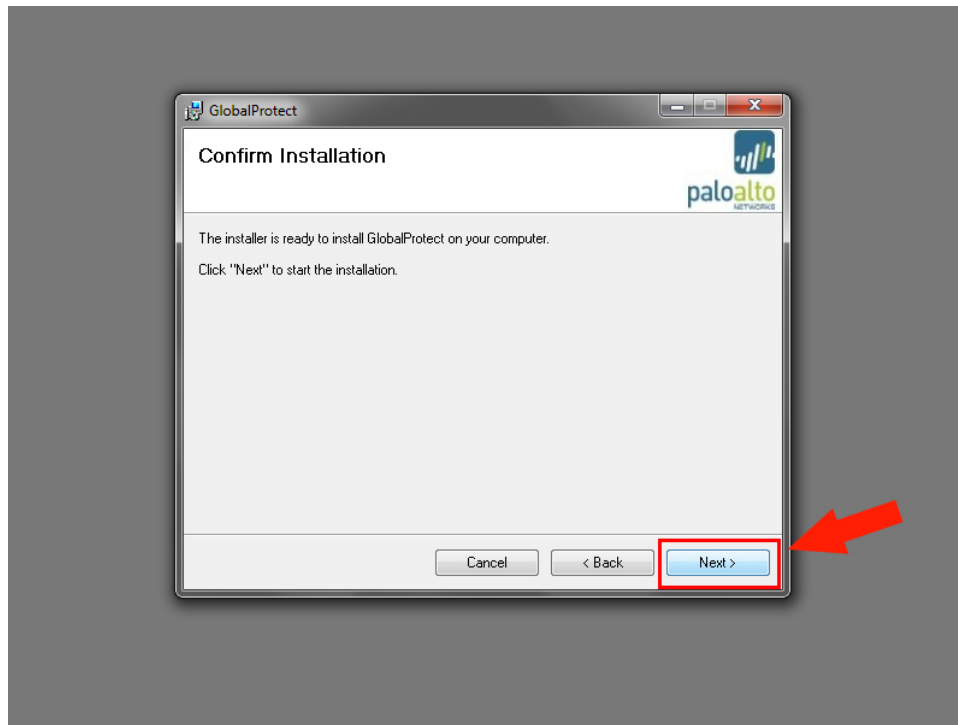 GlobalProtect
Confirm Installation
paloalto
NETWORKS
The installer is ready to install GlobalProtect on your computer.
Click "Next" to start the installation.
Cancel
< Back
Next >